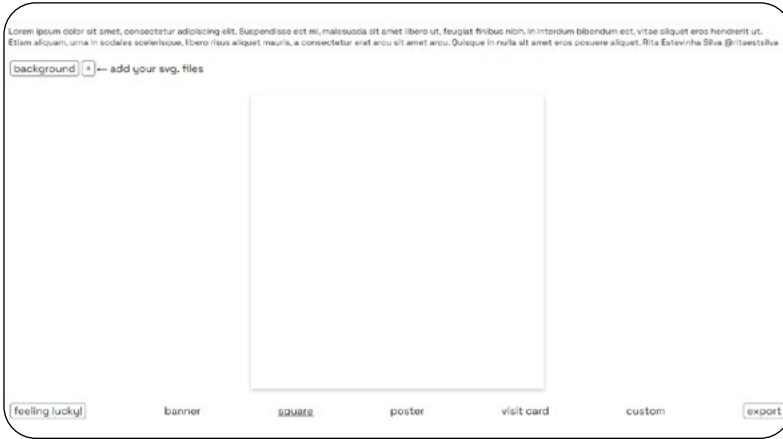 Lorem ipsum dolor sit amet, consectetur adipiscing elit. Suspendisse est mi, malesuada sit amet libero ut, feugiat finibus nibh. In interdum bibendum est, vitae aliquet eros hendrerit ut.
Etiam aliquam, urna in sodales scelerisque, libero risus aliquet mauris, a consectetur erat arcu sit amet arcu. Quisque in nulla sit amet eros posuere aliquet. Rita Estevinha Silva @ritaestsilva
background + ← add your svg. files
feeling lucky! banner square poster visit card custom export